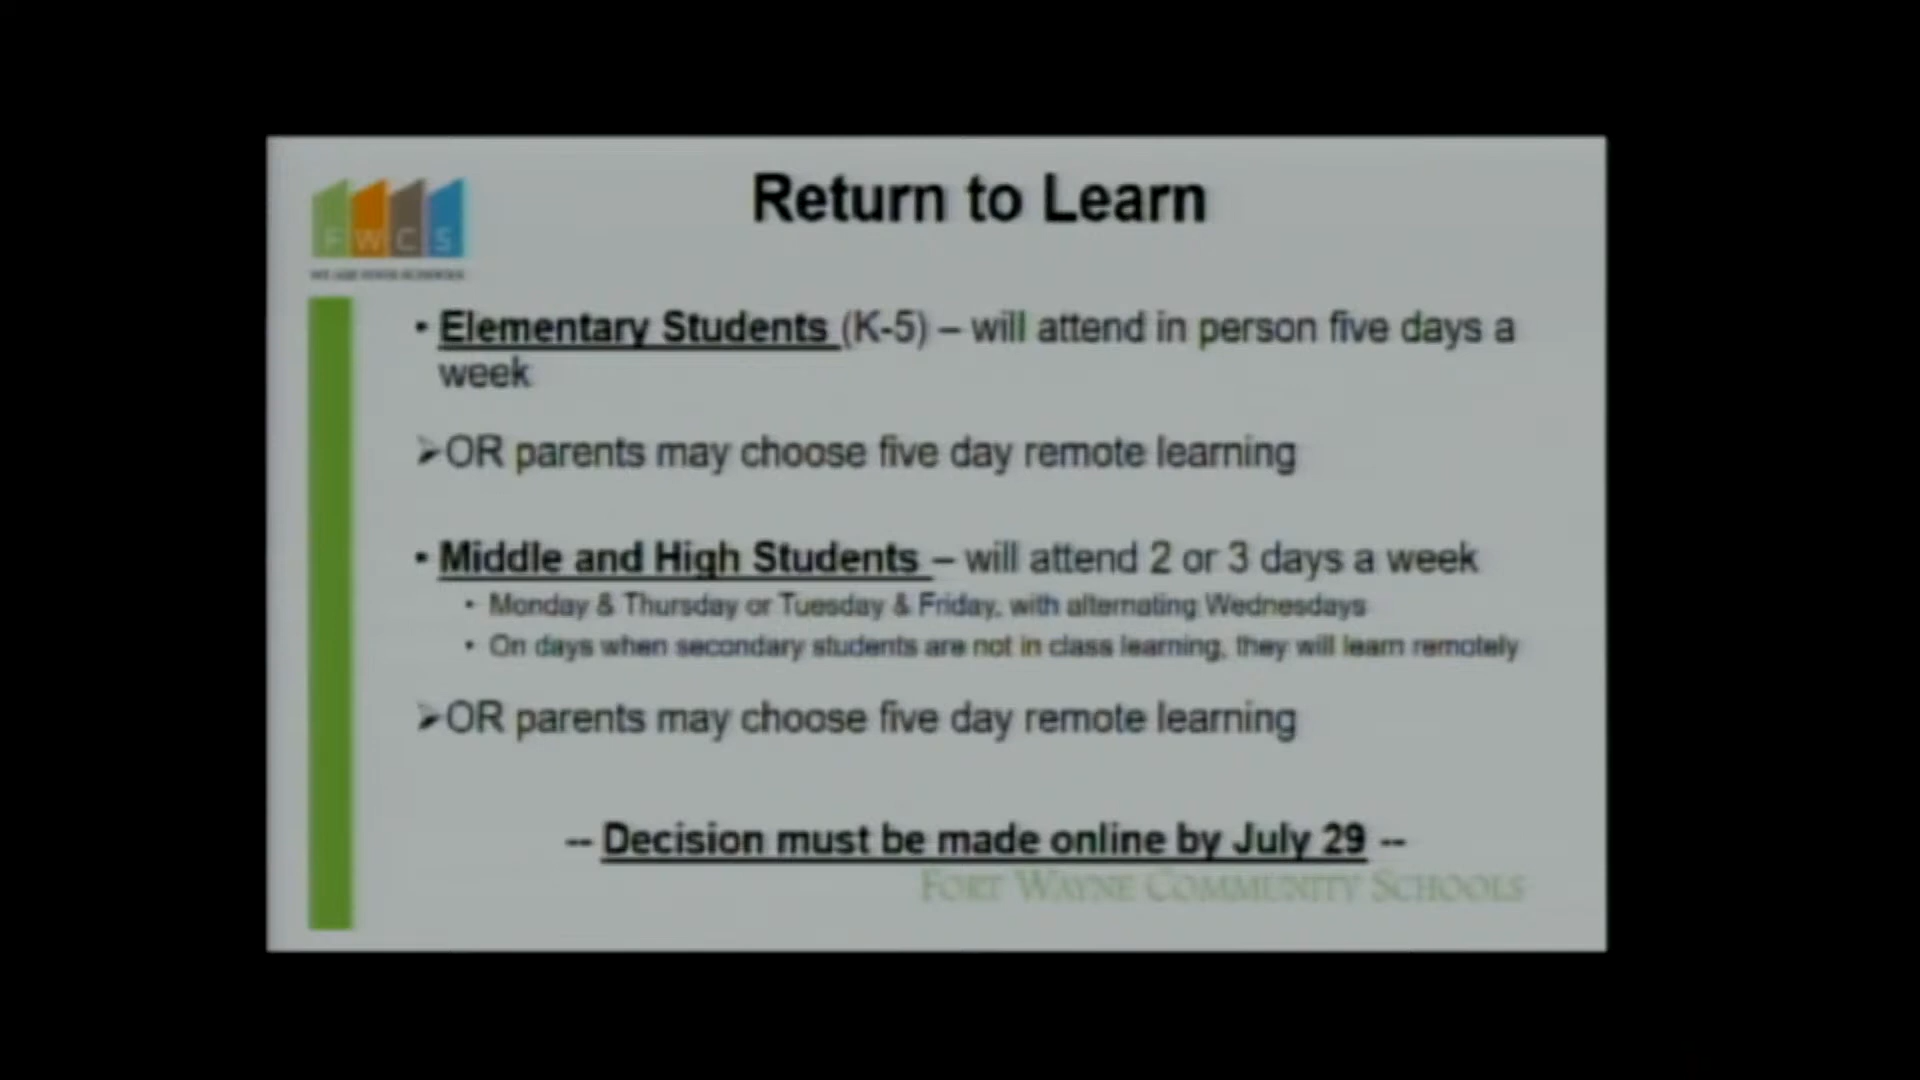 Return to Learn
FWCS
• Elementary Students (K-5) – will attend in person five days a
week
➢OR parents may choose five day remote learning
• Middle and High Students – will attend 2 or 3 days a week
• Monday & Thursday or Tuesday & Friday, with alternating Wednesdays
• On days when secondary students are not in class learning, they will learn remotely
➢OR parents may choose five day remote learning
-- Decision must be made online by July 29 --
FORT WAYNE COMMUNITY SCHOOLS